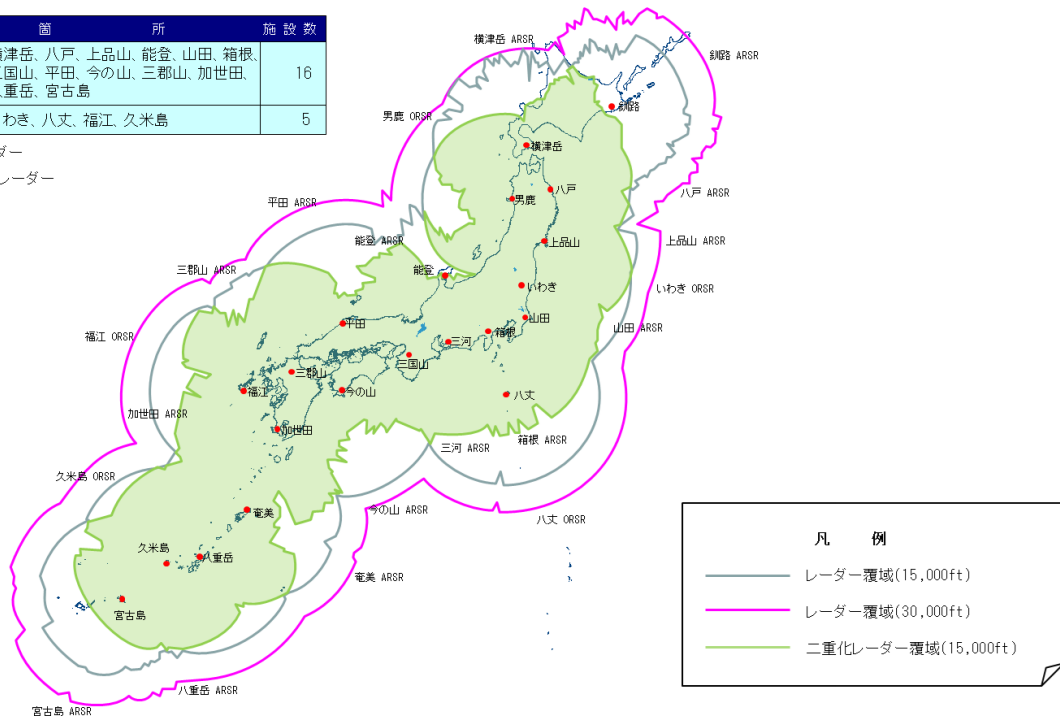 箇 所 施設数
津岳、八戸、上品山、能登、山田、箱根、
国山、平田、今の山、三郡山、加世田、
重岳、宮古島
16
わき、八丈、福江、久米島 5
ダー
レーダー
横津岳 ARSR
釧路 ARSR
釧路
男鹿 ORSR
横津岳
八戸
八戸 ARSR
男鹿
平田 ARSR
能登 ARSR
上品山
上品山 ARSR
三郡山 ARSR
能登
いわき
いわき ORSR
福江 ORSR
平田
山田
山田 ARSR
箱根
三河
三国山
三郡山
福江
今の山
八丈
加世田 ARSR
加世田
三河 ARSR
箱根 ARSR
久米島 ORSR
奄美
今の山 ARSR
八丈 ORSR
久米島
八重岳
奄美 ARSR
宮古島
八重岳 ARSR
宮古島 ARSR
凡 例
レーダー覆域(15,000ft)
レーダー覆域(30,000ft)
二重化レーダー覆域(15,000ft)